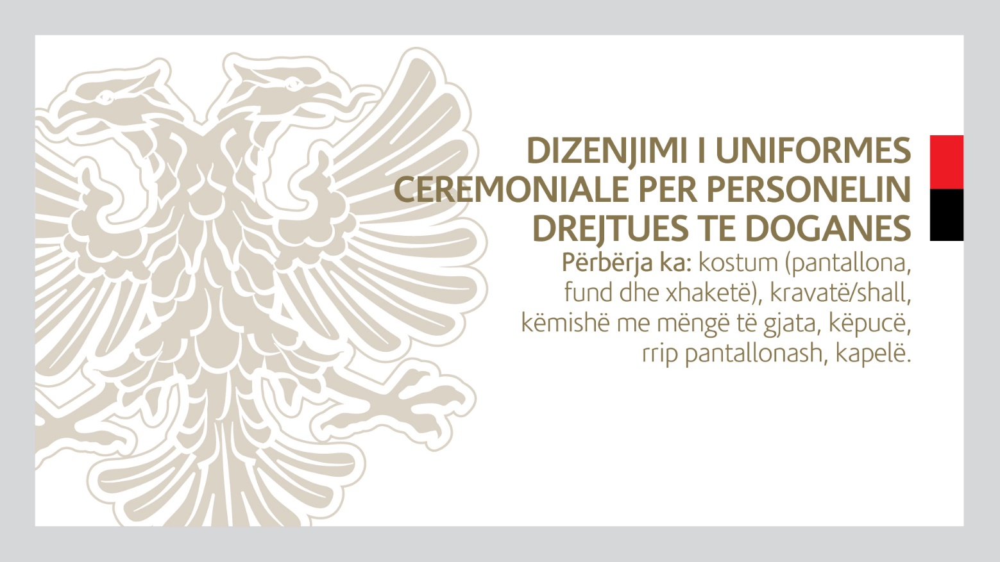 DIZENJIMI I UNIFORMES
CEREMONIALE PER PERSONELIN
DREJTUES TE DOGANES
Përbërja ka: kostum (pantallona,
fund dhe xhaketë), kravatë/shall,
këmishë me mëngë të gjata, këpucë,
rrip pantallonash, kapelë.